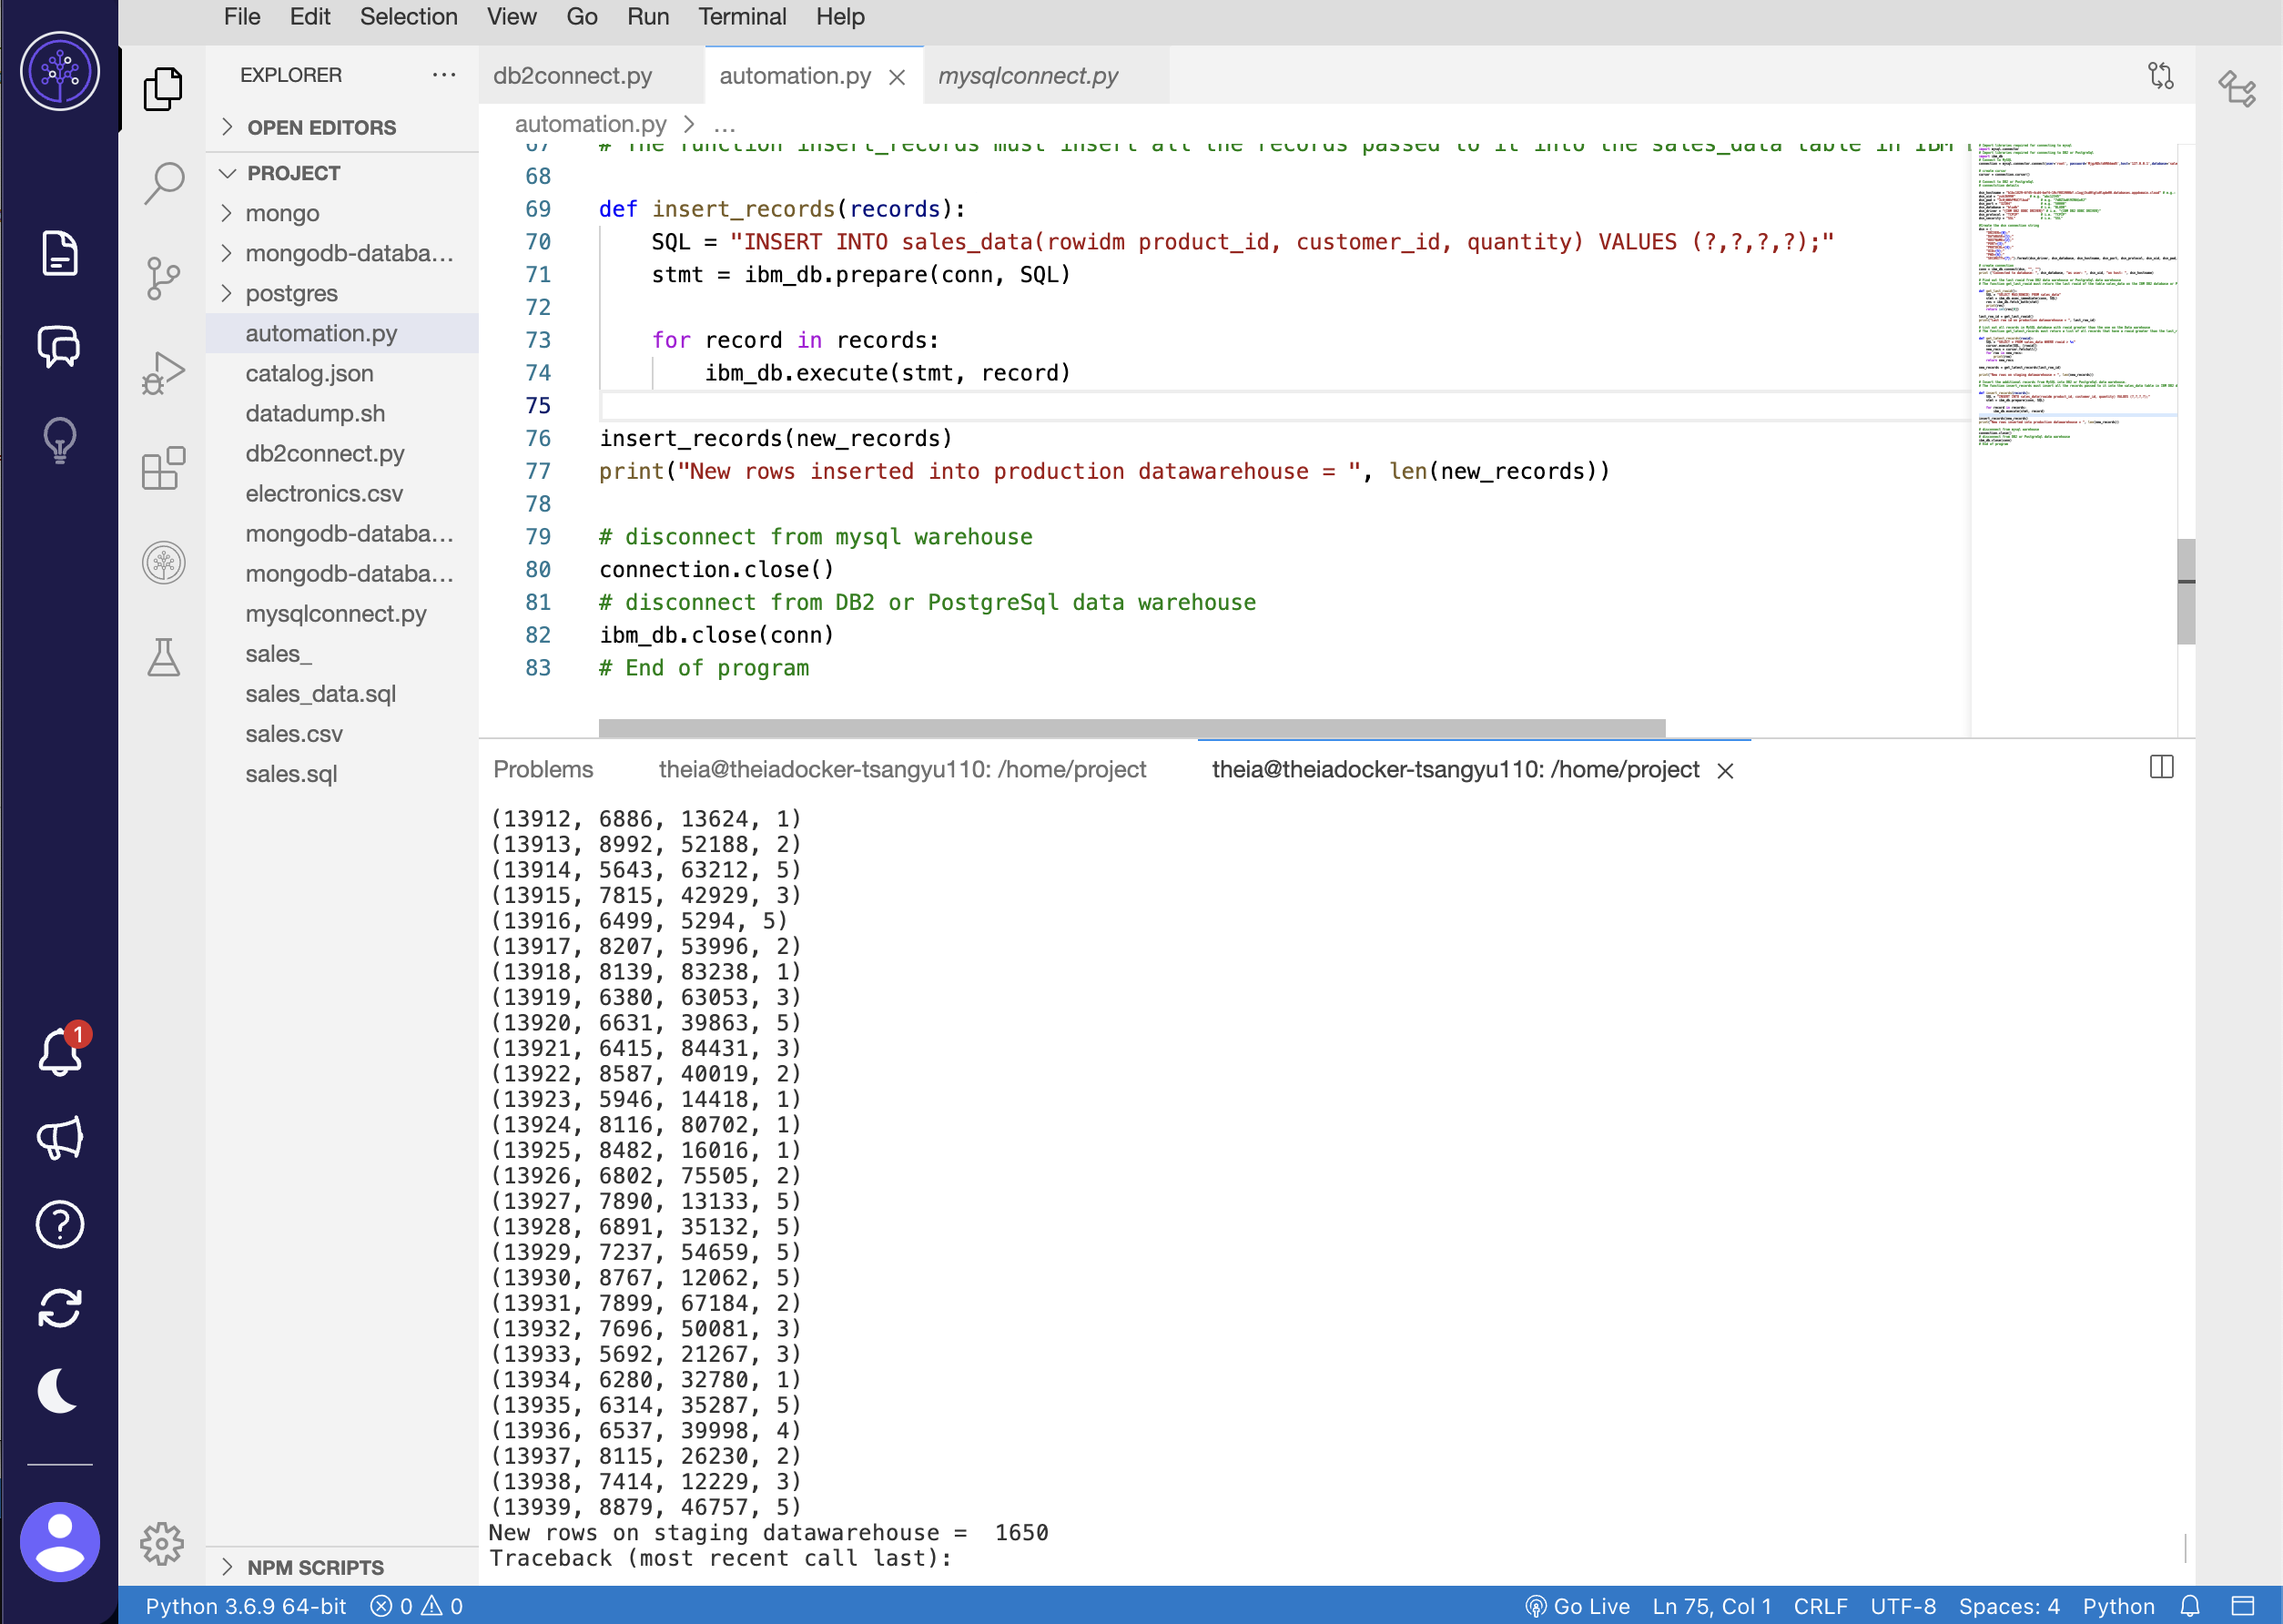 File Edit Selection View Go Run Terminal Help
EXPLORER ...
OPEN EDITORS
PROJECT
mongo
mongodb-databa...
postgres
automation.py
catalog.json
datadump.sh
db2connect.py
electronics.csv
mongodb-databa...
mongodb-databa...
mysqlconnect.py
sales_
sales_data.sql
sales.csv
sales.sql
NPM SCRIPTS
1
db2connect.py automation.py mysqlconnect.py
automation.py > ...
67 # The function insert_records must insert all the records passed to it into the sales_data table in IBM
68
69 def insert_records(records):
70 SQL = "INSERT INTO sales_data(rowidm product_id, customer_id, quantity) VALUES (?,?,?,?);"
71 stmt = ibm_db.prepare(conn, SQL)
72
73 for record in records:
74 ibm_db.execute(stmt, record)
75
76 insert_records(new_records)
77 print("New rows inserted into production datawarehouse = ", len(new_records))
78
79 # disconnect from mysql warehouse
80 connection.close()
81 # disconnect from DB2 or PostgreSql data warehouse
82 ibm_db.close(conn)
83 # End of program
Problems theia@theiadocker-tsangyu110: /home/project theia@theiadocker-tsangyu110: /home/project
(13912, 6886, 13624, 1)
(13913, 8992, 52188, 2)
(13914, 5643, 63212, 5)
(13915, 7815, 42929, 3)
(13916, 6499, 5294, 5)
(13917, 8207, 53996, 2)
(13918, 8139, 83238, 1)
(13919, 6380, 63053, 3)
(13920, 6631, 39863, 5)
(13921, 6415, 84431, 3)
(13922, 8587, 40019, 2)
(13923, 5946, 14418, 1)
(13924, 8116, 80702, 1)
(13925, 8482, 16016, 1)
(13926, 6802, 75505, 2)
(13927, 7890, 13133, 5)
(13928, 6891, 35132, 5)
(13929, 7237, 54659, 5)
(13930, 8767, 12062, 5)
(13931, 7899, 67184, 2)
(13932, 7696, 50081, 3)
(13933, 5692, 21267, 3)
(13934, 6280, 32780, 1)
(13935, 6314, 35287, 5)
(13936, 6537, 39998, 4)
(13937, 8115, 26230, 2)
(13938, 7414, 12229, 3)
(13939, 8879, 46757, 5)
New rows on staging datawarehouse =  1650
Traceback (most recent call last):
Python 3.6.9 64-bit 0 0 Go Live Ln 75, Col 1 CRLF UTF-8 Spaces: 4 Python